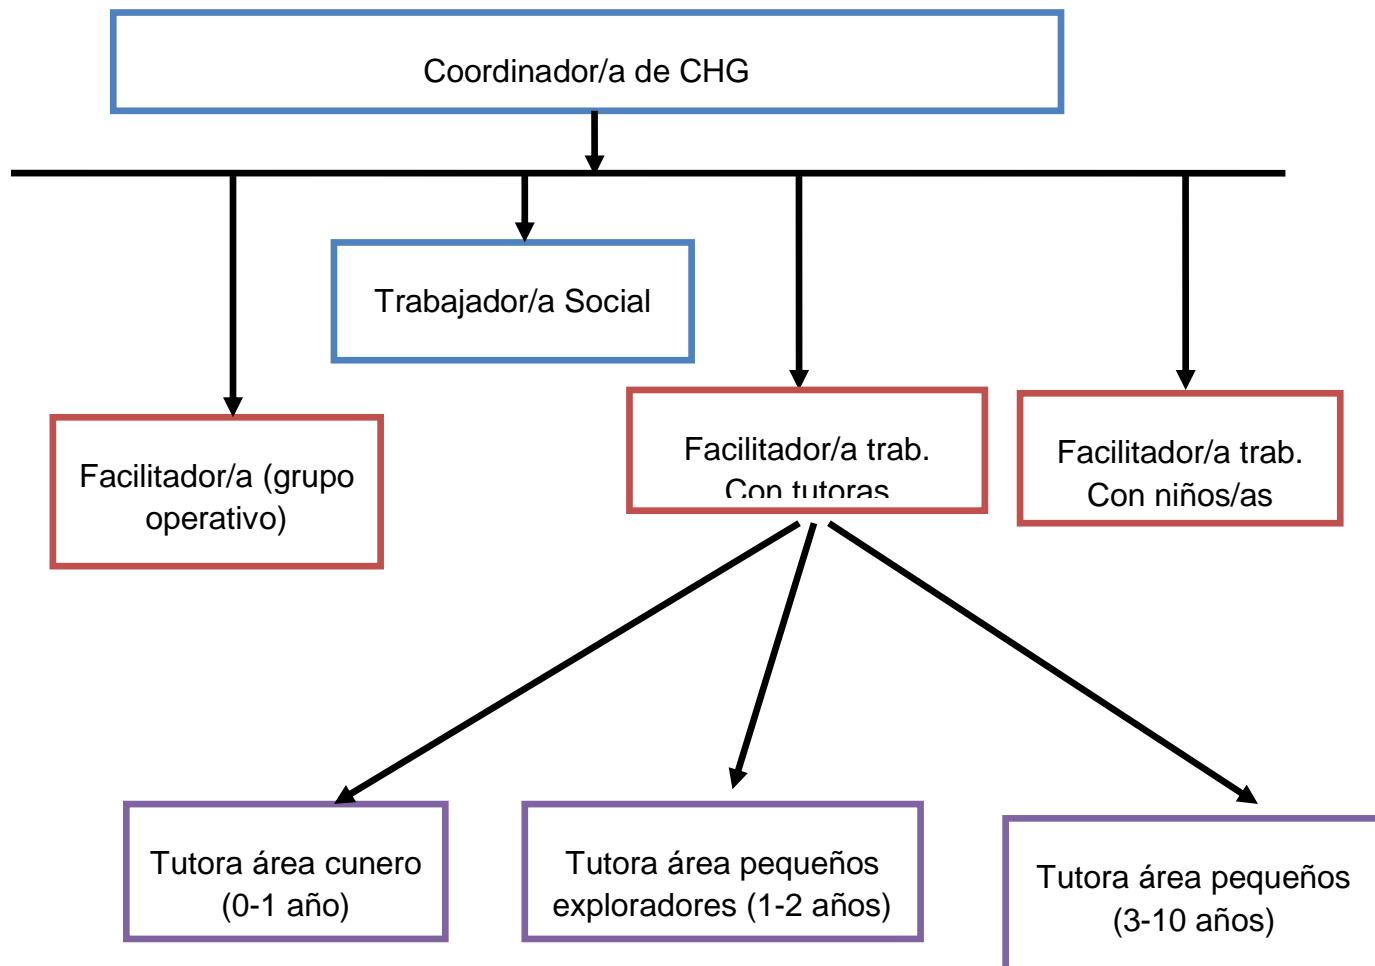 Coordinador/a de CHG
Trabajador/a Social
Facilitador/a (grupo
operativo)
Facilitador/a trab.
Con tutoras
Facilitador/a trab.
Con niños/as
Tutora área cunero
(0-1 año)
Tutora área pequeños
exploradores (1-2 años)
Tutora área pequeños
(3-10 años)